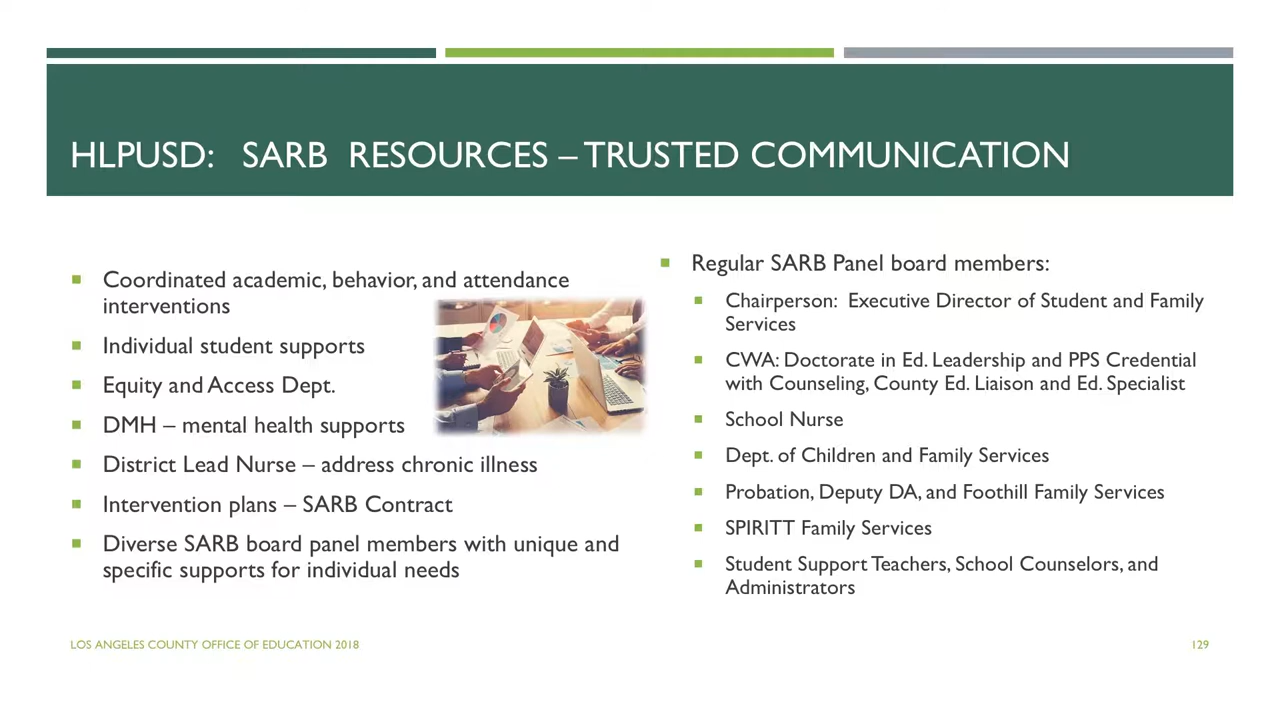 HLPUSD: SARB RESOURCES – TRUSTED COMMUNICATION
Coordinated academic, behavior, and attendance
interventions
Individual student supports
Equity and Access Dept.
DMH – mental health supports
District Lead Nurse – address chronic illness
Intervention plans – SARB Contract
Diverse SARB board panel members with unique and
specific supports for individual needs
Regular SARB Panel board members:
Chairperson: Executive Director of Student and Family
Services
CWA: Doctorate in Ed. Leadership and PPS Credential
with Counseling, County Ed. Liaison and Ed. Specialist
School Nurse
Dept. of Children and Family Services
Probation, Deputy DA, and Foothill Family Services
SPIRITT Family Services
Student Support Teachers, School Counselors, and
Administrators
LOS ANGELES COUNTY OFFICE OF EDUCATION 2018
129